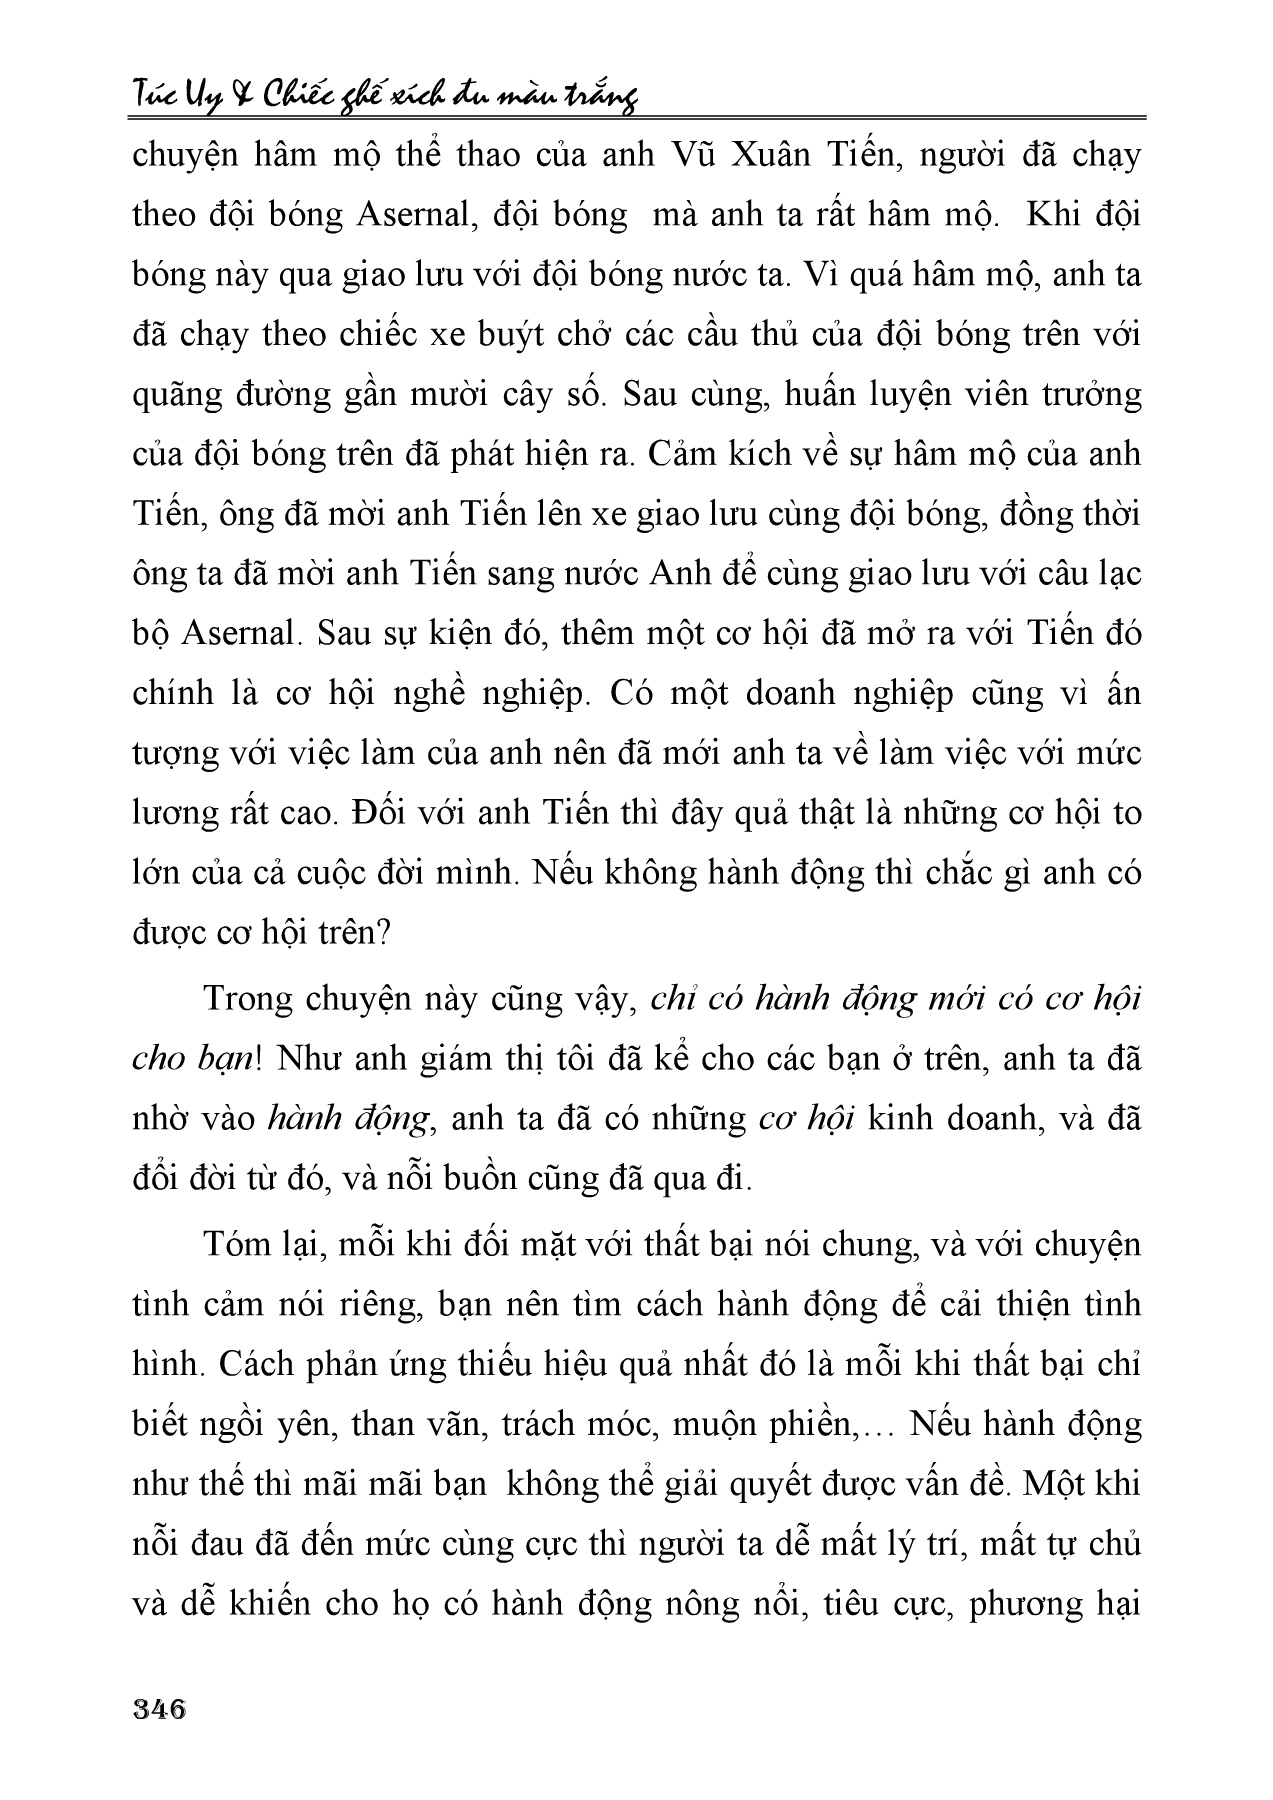 Túc Uy & Chiếc ghế xích đu màu trắng
chuyện hâm mộ thể thao của anh Vũ Xuân Tiến, người đã chạy
theo đội bóng Asernal, đội bóng  mà anh ta rất hâm mộ.  Khi đội
bóng này qua giao lưu với đội bóng nước ta. Vì quá hâm mộ, anh ta
đã chạy theo chiếc xe buýt chở các cầu thủ của đội bóng trên với
quãng đường gần mười cây số. Sau cùng, huấn luyện viên trưởng
của đội bóng trên đã phát hiện ra. Cảm kích về sự hâm mộ của anh
Tiến, ông đã mời anh Tiến lên xe giao lưu cùng đội bóng, đồng thời
ông ta đã mời anh Tiến sang nước Anh để cùng giao lưu với câu lạc
bộ Asernal. Sau sự kiện đó, thêm một cơ hội đã mở ra với Tiến đó
chính là cơ hội nghề nghiệp. Có một doanh nghiệp cũng vì ấn
tượng với việc làm của anh nên đã mới anh ta về làm việc với mức
lương rất cao. Đối với anh Tiến thì đây quả thật là những cơ hội to
lớn của cả cuộc đời mình. Nếu không hành động thì chắc gì anh có
được cơ hội trên?
Trong chuyện này cũng vậy, chỉ có hành động mới có cơ hội
cho bạn! Như anh giám thị tôi đã kể cho các bạn ở trên, anh ta đã
nhờ vào hành động, anh ta đã có những cơ hội kinh doanh, và đã
đổi đời từ đó, và nỗi buồn cũng đã qua đi.
Tóm lại, mỗi khi đối mặt với thất bại nói chung, và với chuyện
tình cảm nói riêng, bạn nên tìm cách hành động để cải thiện tình
hình. Cách phản ứng thiếu hiệu quả nhất đó là mỗi khi thất bại chỉ
biết ngồi yên, than vãn, trách móc, muộn phiền,… Nếu hành động
như thế thì mãi mãi bạn  không thể giải quyết được vấn đề. Một khi
nỗi đau đã đến mức cùng cực thì người ta dễ mất lý trí, mất tự chủ
và dễ khiến cho họ có hành động nông nổi, tiêu cực, phương hại
346